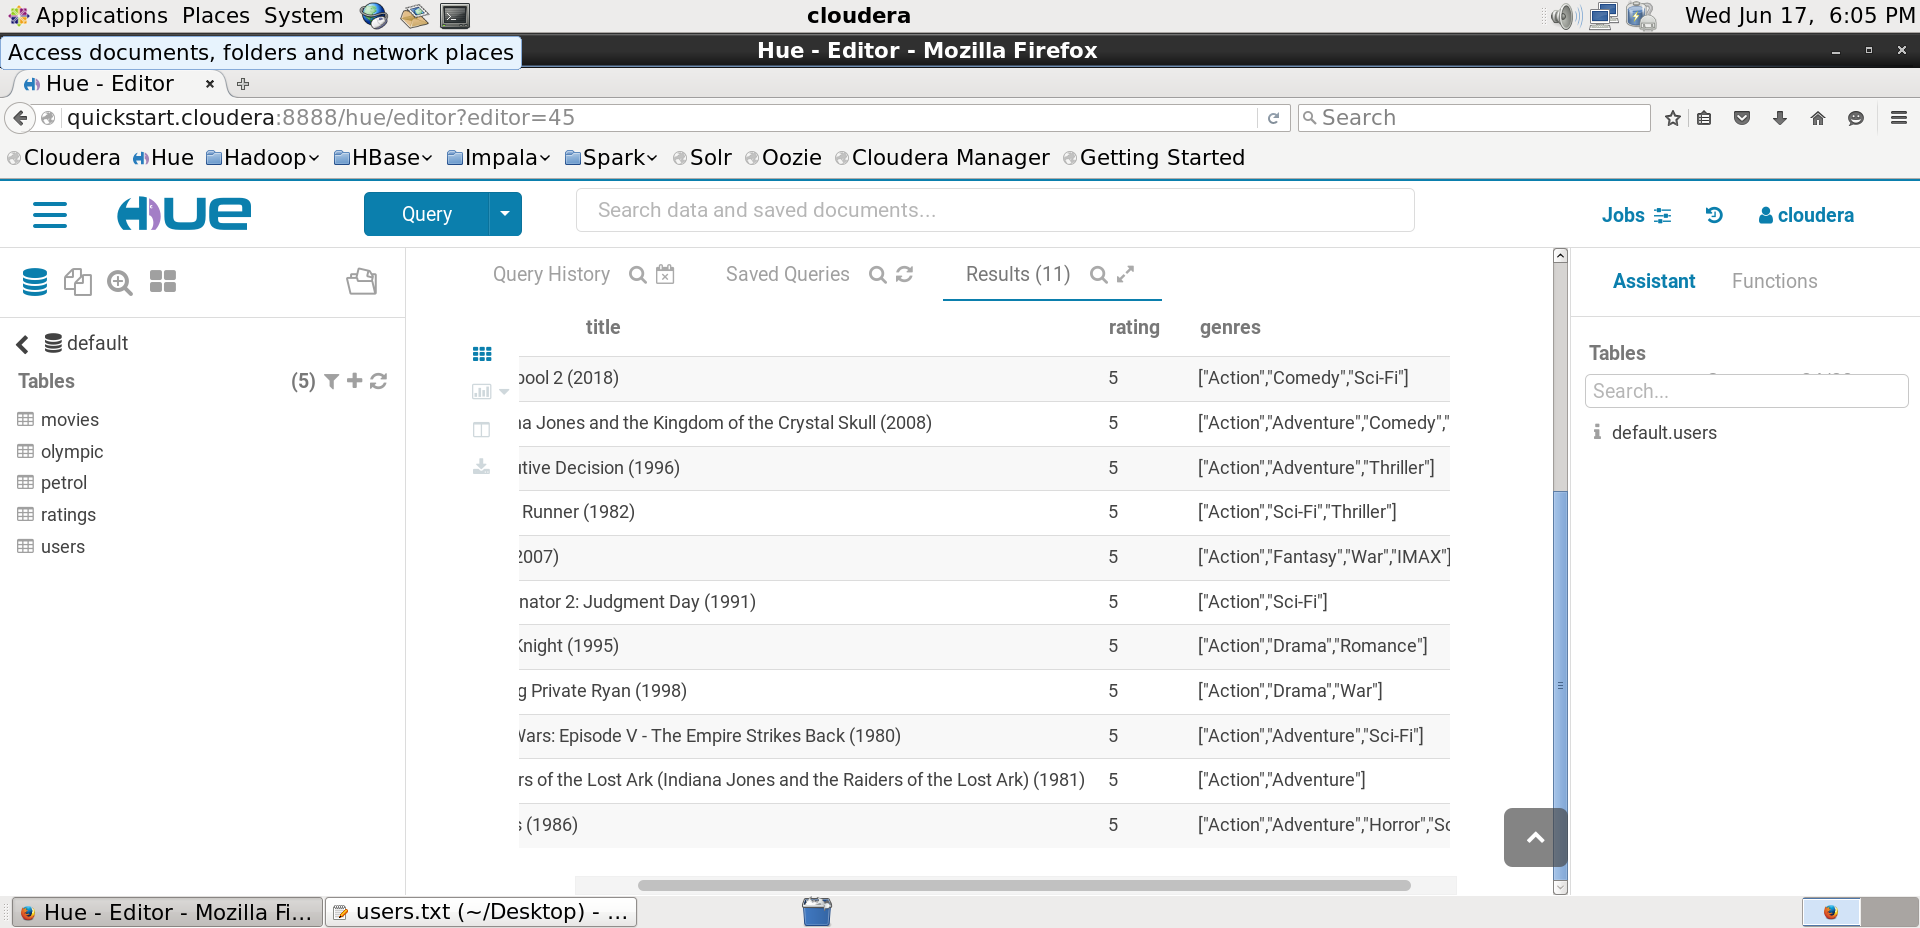 Applications Places System
cloudera
Wed Jun 17, 6:05 PM
Access documents, folders and network places
Hue - Editor - Mozilla Firefox
Hue - Editor
quickstart.cloudera:8888/hue/editor?editor=45
Search
Cloudera Hue Hadoop HBase Impala Spark Solr Oozie Cloudera Manager Getting Started
HUE
Query
Search data and saved documents...
Jobs
cloudera
Query History
Saved Queries
Results (11)
Assistant
Functions
default
Tables (5)
movies
olympic
petrol
ratings
users
title rating genres
pool 2 (2018) 5 ["Action","Comedy","Sci-Fi"]
na Jones and the Kingdom of the Crystal Skull (2008) 5 ["Action","Adventure","Comedy","
utive Decision (1996) 5 ["Action","Adventure","Thriller"]
Runner (1982) 5 ["Action","Sci-Fi","Thriller"]
2007) 5 ["Action","Fantasy","War","IMAX"]
nator 2: Judgment Day (1991) 5 ["Action","Sci-Fi"]
Knight (1995) 5 ["Action","Drama","Romance"]
g Private Ryan (1998) 5 ["Action","Drama","War"]
Wars: Episode V - The Empire Strikes Back (1980) 5 ["Action","Adventure","Sci-Fi"]
rs of the Lost Ark (Indiana Jones and the Raiders of the Lost Ark) (1981) 5 ["Action","Adventure"]
s (1986) 5 ["Action","Adventure","Horror","Sc
Tables
Search...
default.users
Hue - Editor - Mozilla Fi...
users.txt (~/Desktop) - ...